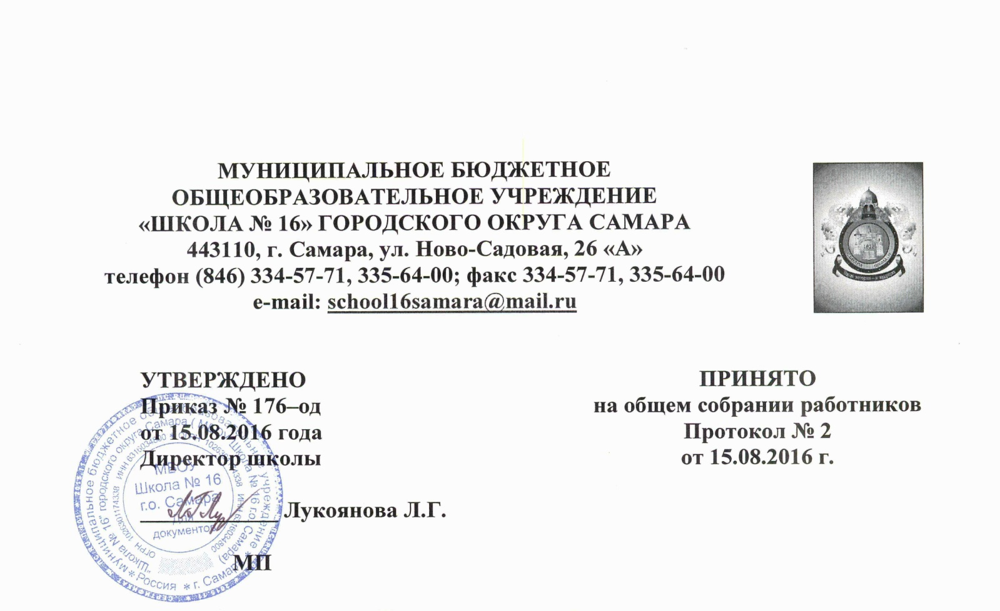 МУНИЦИПАЛЬНОЕ БЮДЖЕТНОЕ
ОБЩЕОБРАЗОВАТЕЛЬНОЕ УЧРЕЖДЕНИЕ
«ШКОЛА № 16» ГОРОДСКОГО ОКРУГА САМАРА
443110, г. Самара, ул. Ново-Садовая, 26 «А»
телефон (846) 334-57-71, 335-64-00; факс 334-57-71, 335-64-00
e-mail: school16samara@mail.ru
УТВЕРЖДЕНО
Приказ № 176–од
от 15.08.2016 года
Директор школы
Лукоянова Л.Г.
МП
ПРИНЯТО
на общем собрании работников
Протокол № 2
от 15.08.2016 г.
* муниципальное бюджетное общеобразовательное учреждение *
"Школа № 16" городского округа Самара ( МБОУ Школа № 16 г.о. Самара)
ОГРН 1026301174338 ИНН 6316034800 * ОГРН 1026301174338 ИНН 6316034800
* Россия * г. Самара
МБОУ
Школа № 16
г.о. Самара
для
документов